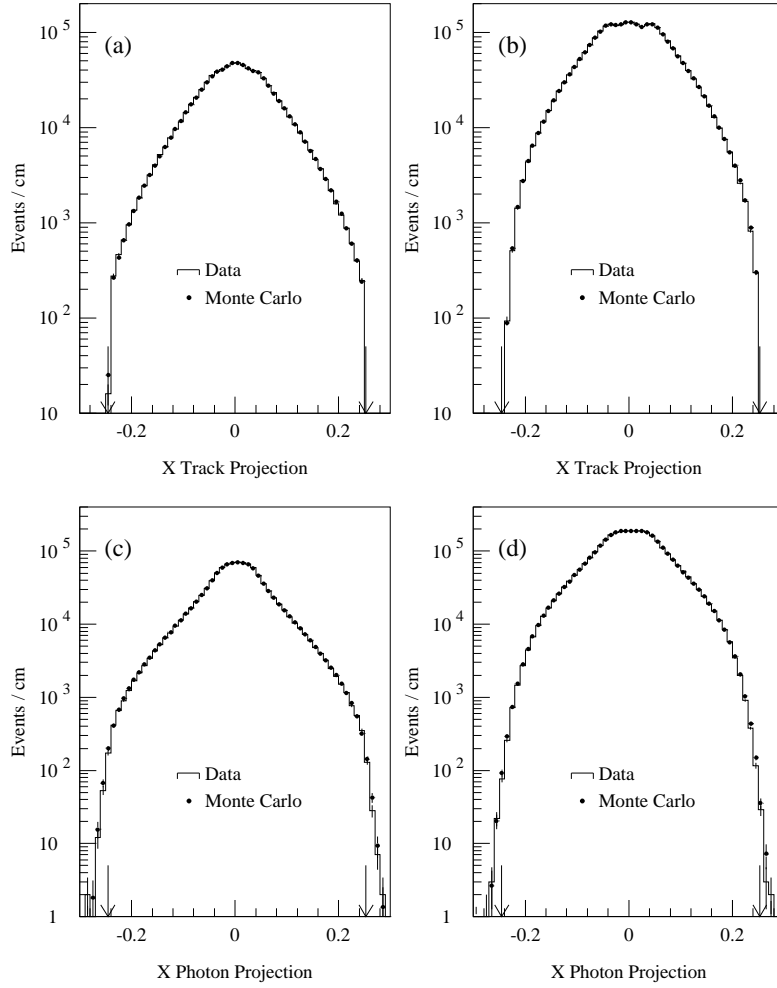 (a)
Events / cm
10^5
10^4
10^3
10^2
10
Data
Monte Carlo
-0.2 0 0.2
X Track Projection
(b)
Events / cm
10^5
10^4
10^3
10^2
10
Data
Monte Carlo
-0.2 0 0.2
X Track Projection
(c)
Events / cm
10^5
10^4
10^3
10^2
10
1
Data
Monte Carlo
-0.2 0 0.2
X Photon Projection
(d)
Events / cm
10^5
10^4
10^3
10^2
10
1
Data
Monte Carlo
-0.2 0 0.2
X Photon Projection